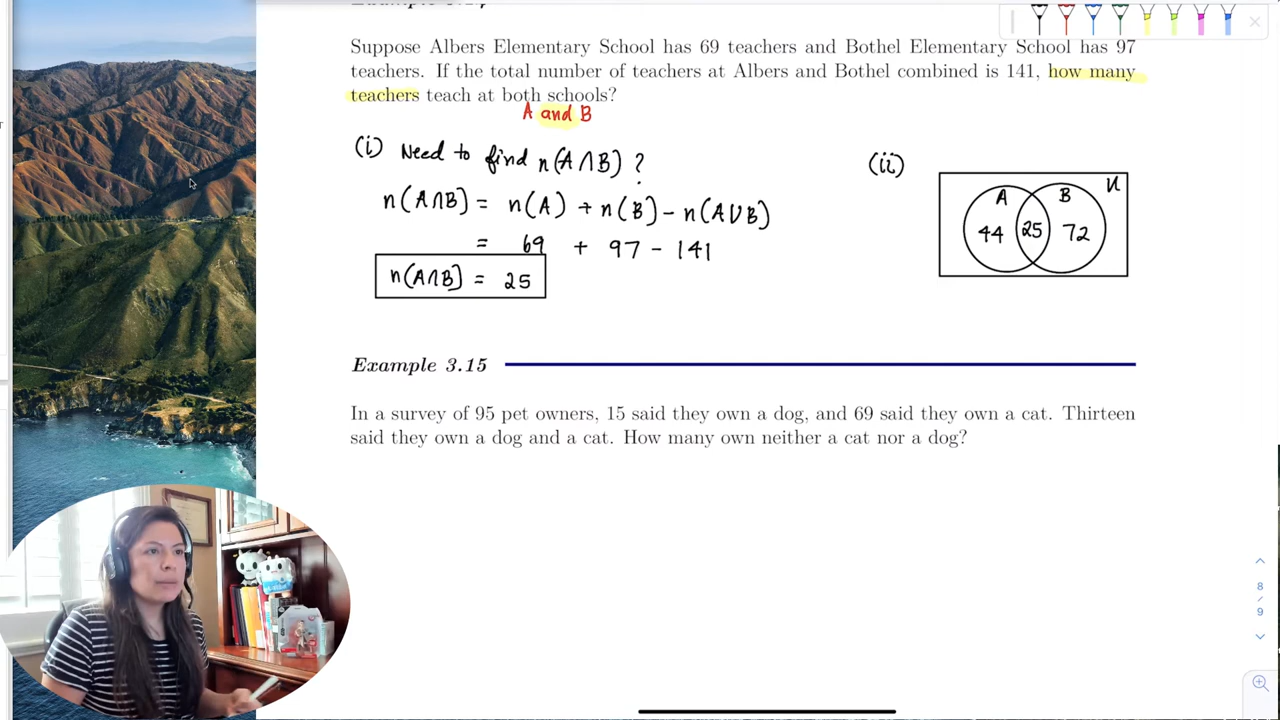 Suppose Albers Elementary School has 69 teachers and Bothel Elementary School has 97
teachers. If the total number of teachers at Albers and Bothel combined is 141, how many
teachers teach at both schools?
A and B
(i) Need to find n(A∩B)?
n(A∩B) = n(A) + n(B) - n(A∪B)
= 69 + 97 - 141
n(A∩B) = 25
(ii)
A B U
44 25 72
Example 3.15
In a survey of 95 pet owners, 15 said they own a dog, and 69 said they own a cat. Thirteen
said they own a dog and a cat. How many own neither a cat nor a dog?
8
/
9